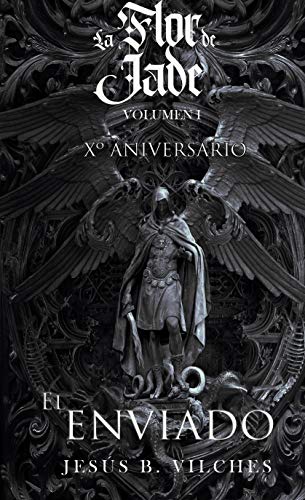 La Flor de
Jade
VOLUMEN I
Xº ANIVERSARIO
EL
ENVIADO
JESÚS B. VILCHES